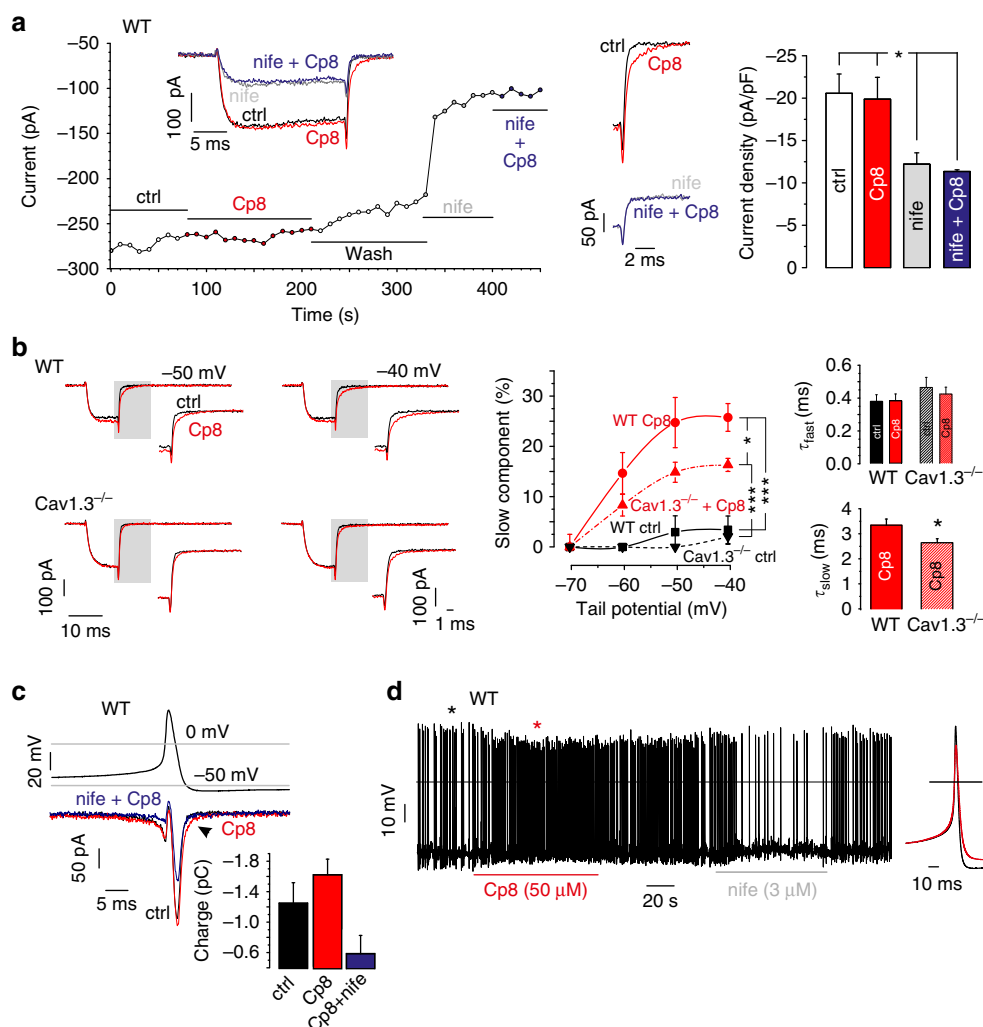 a
WT
−50
−100
−150
−200
−250
−300
Current (pA)
0
100
200
300
400
Time (s)
100 pA
5 ms
nife + Cp8
nife
ctrl
Cp8
ctrl
Cp8
Wash
nife
nife
+
Cp8
ctrl
Cp8
nife
nife + Cp8
50 pA
2 ms
Current density (pA/pF)
−25
−20
−15
−10
−5
0
*
ctrl
Cp8
nife
nife + Cp8
b
WT
−50 mV
ctrl
Cp8
−40 mV
Cav1.3−/−
100 pA
10 ms
100 pA
1 ms
Slow component (%)
30
25
20
15
10
5
0
−70
−60
−50
−40
Tail potential (mV)
WT Cp8
Cav1.3−/− + Cp8
WT ctrl
Cav1.3−/− ctrl
*
***
***
τfast (ms)
0.6
0.4
0.2
0.0
ctrl
Cp8
ctrl
Cp8
WT
Cav1.3−/−
τslow (ms)
5
4
3
2
1
0
Cp8
Cp8
*
WT
Cav1.3−/−
c
WT
0 mV
−50 mV
20 mV
nife + Cp8
Cp8
ctrl
50 pA
5 ms
Charge (pC)
−1.8
−1.4
−1.0
−0.6
ctrl
Cp8
Cp8+nife
d
WT
*
*
10 mV
Cp8 (50 μM)
20 s
nife (3 μM)
10 ms